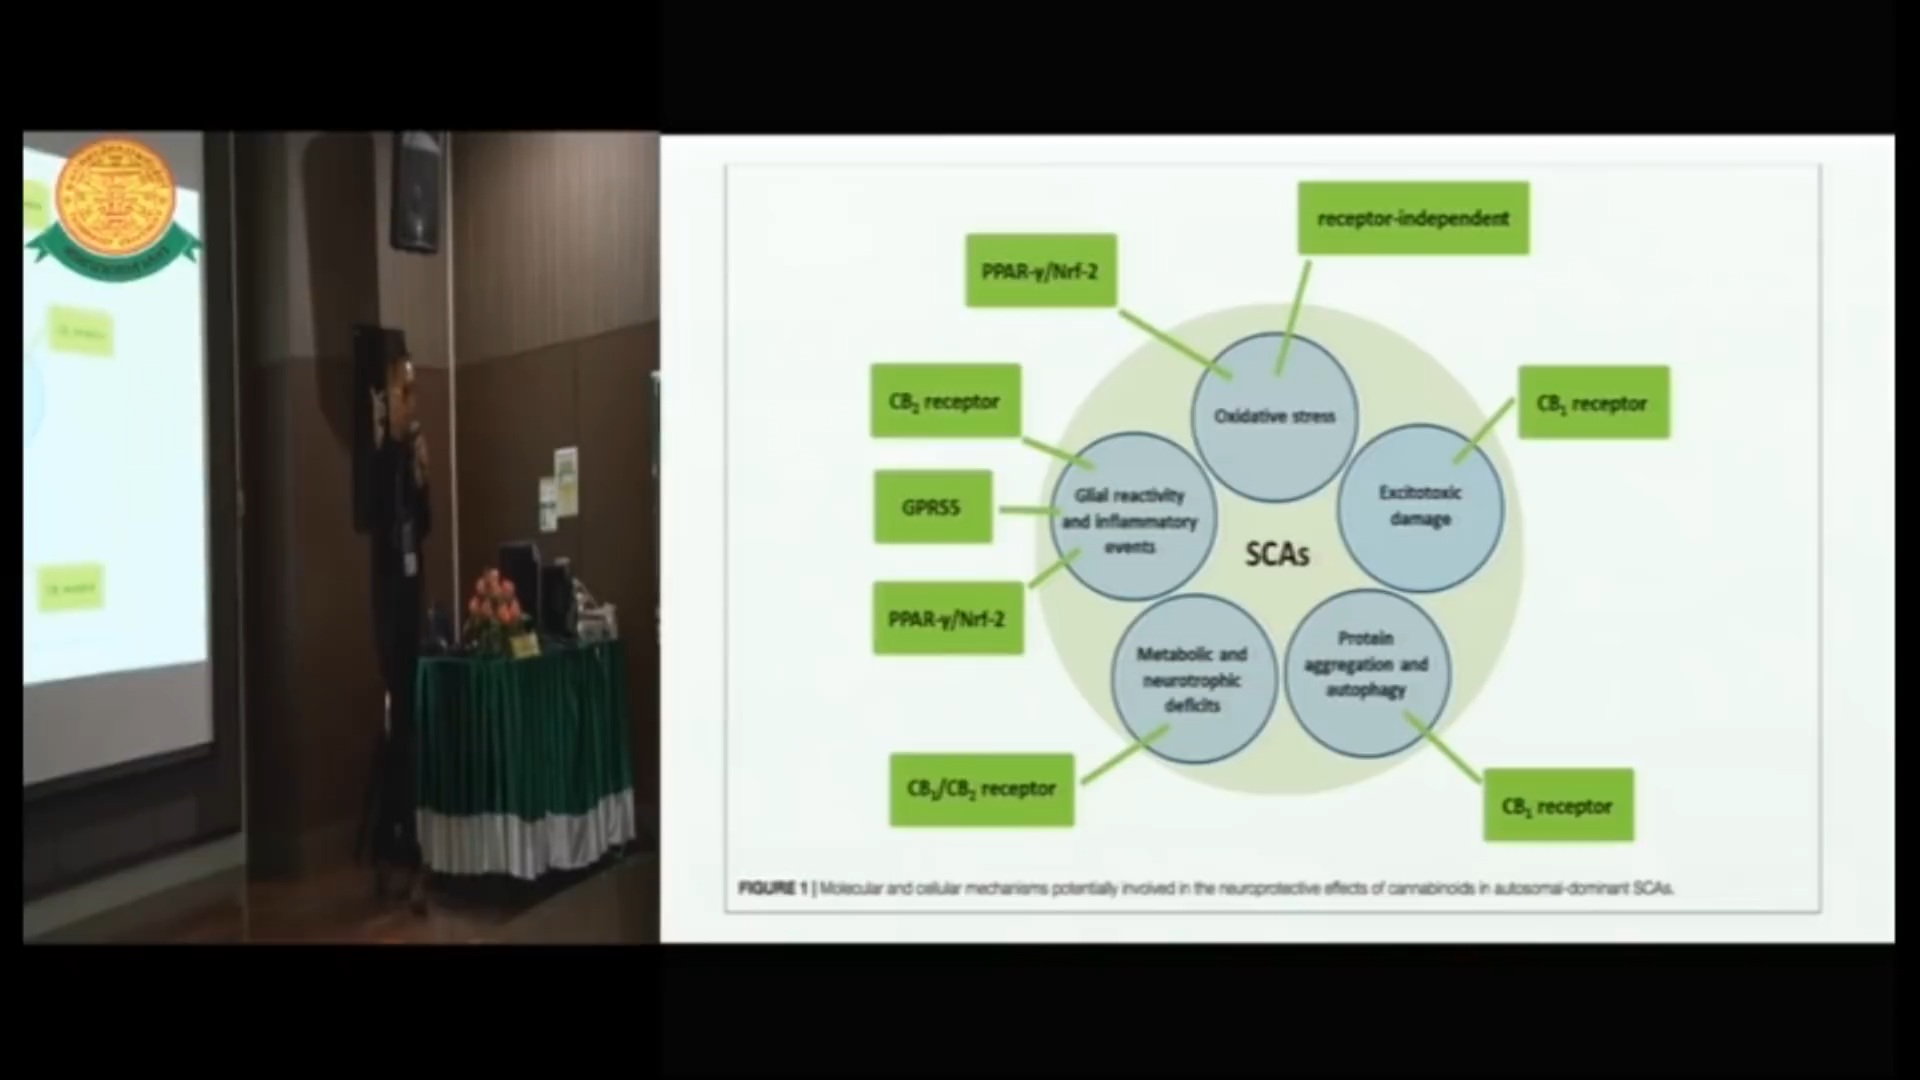 receptor-independent
PPAR-γ/Nrf-2
CB₂ receptor
CB₁ receptor
Oxidative stress
Glial reactivity
and inflammatory
events
Excitotoxic
damage
GPR55
SCAs
PPAR-γ/Nrf-2
Metabolic and
neurotrophic
deficits
Protein
aggregation and
autophagy
CB₁/CB₂ receptor
CB₁ receptor
FIGURE 1 | Molecular and cellular mechanisms potentially involved in the neuroprotective effects of cannabinoids in autosomal-dominant SCAs.